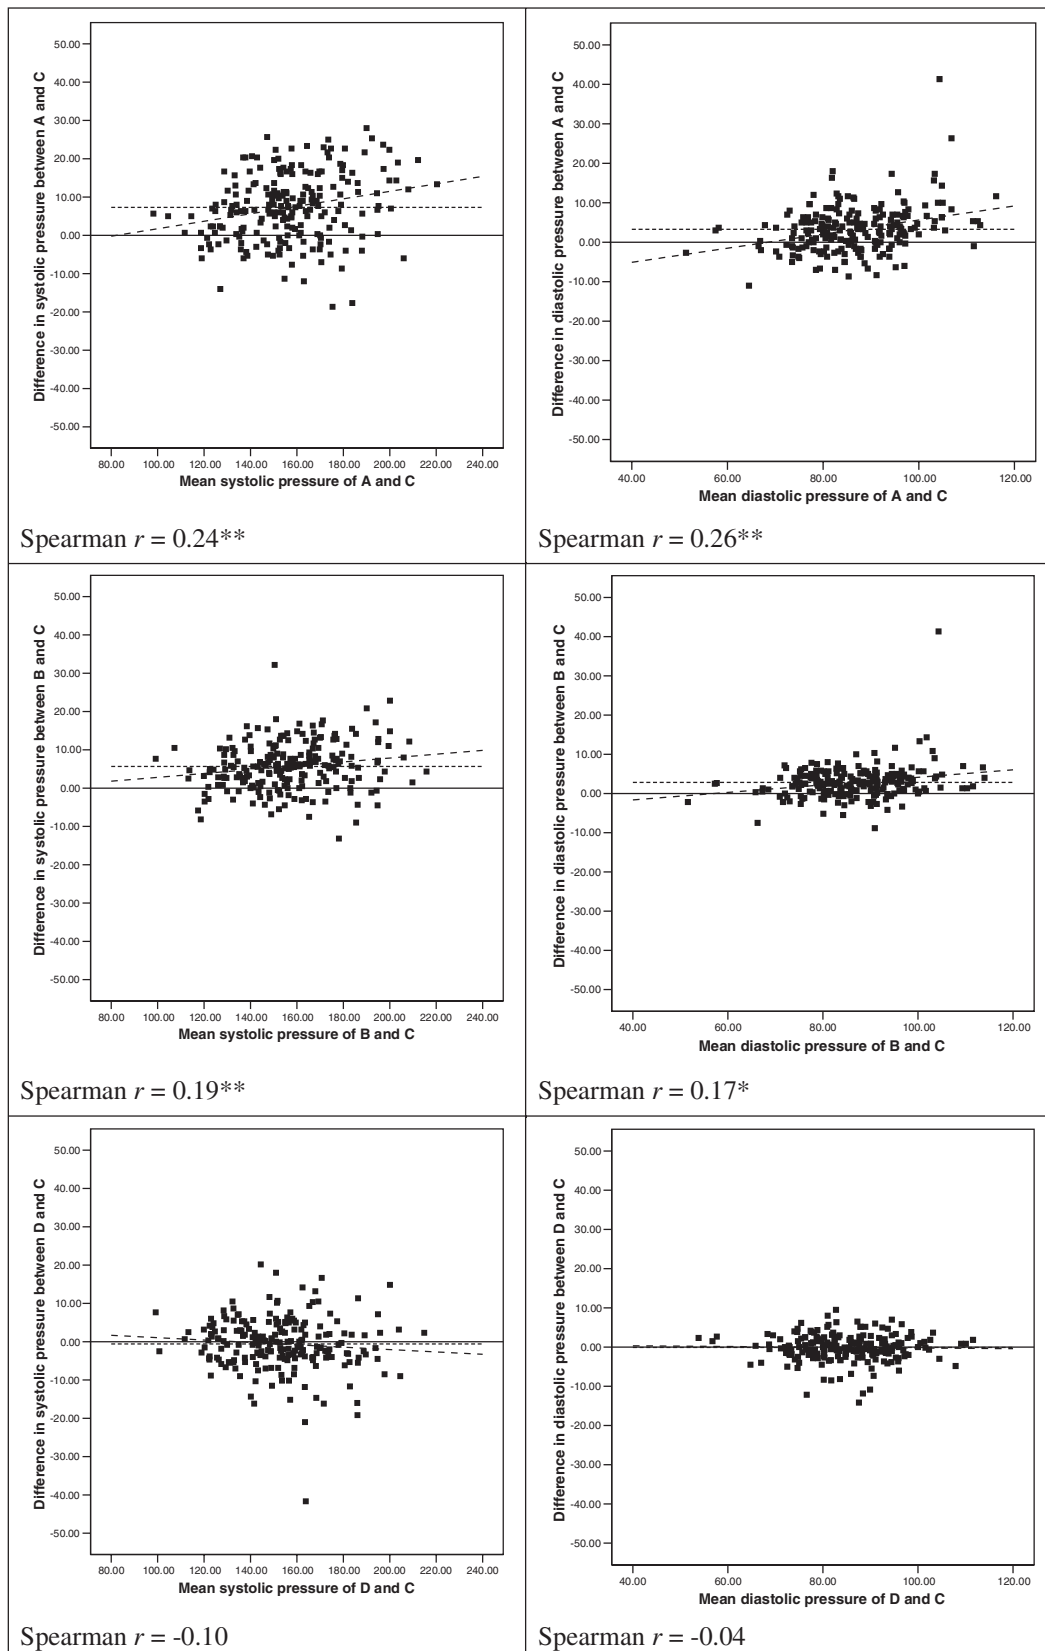 Difference in systolic pressure between A and C
50.00
40.00
30.00
20.00
10.00
0.00
-10.00
-20.00
-30.00
-40.00
-50.00
80.00 100.00 120.00 140.00 160.00 180.00 200.00 220.00 240.00
Mean systolic pressure of A and C
Spearman r = 0.24**
Difference in diastolic pressure between A and C
50.00
40.00
30.00
20.00
10.00
0.00
-10.00
-20.00
-30.00
-40.00
-50.00
40.00 60.00 80.00 100.00 120.00
Mean diastolic pressure of A and C
Spearman r = 0.26**
Difference in systolic pressure between B and C
50.00
40.00
30.00
20.00
10.00
0.00
-10.00
-20.00
-30.00
-40.00
-50.00
80.00 100.00 120.00 140.00 160.00 180.00 200.00 220.00 240.00
Mean systolic pressure of B and C
Spearman r = 0.19**
Difference in diastolic pressure between B and C
50.00
40.00
30.00
20.00
10.00
0.00
-10.00
-20.00
-30.00
-40.00
-50.00
40.00 60.00 80.00 100.00 120.00
Mean diastolic pressure of B and C
Spearman r = 0.17*
Difference in systolic pressure between D and C
50.00
40.00
30.00
20.00
10.00
0.00
-10.00
-20.00
-30.00
-40.00
-50.00
80.00 100.00 120.00 140.00 160.00 180.00 200.00 220.00 240.00
Mean systolic pressure of D and C
Spearman r = -0.10
Difference in diastolic pressure between D and C
50.00
40.00
30.00
20.00
10.00
0.00
-10.00
-20.00
-30.00
-40.00
-50.00
40.00 60.00 80.00 100.00 120.00
Mean diastolic pressure of D and C
Spearman r = -0.04